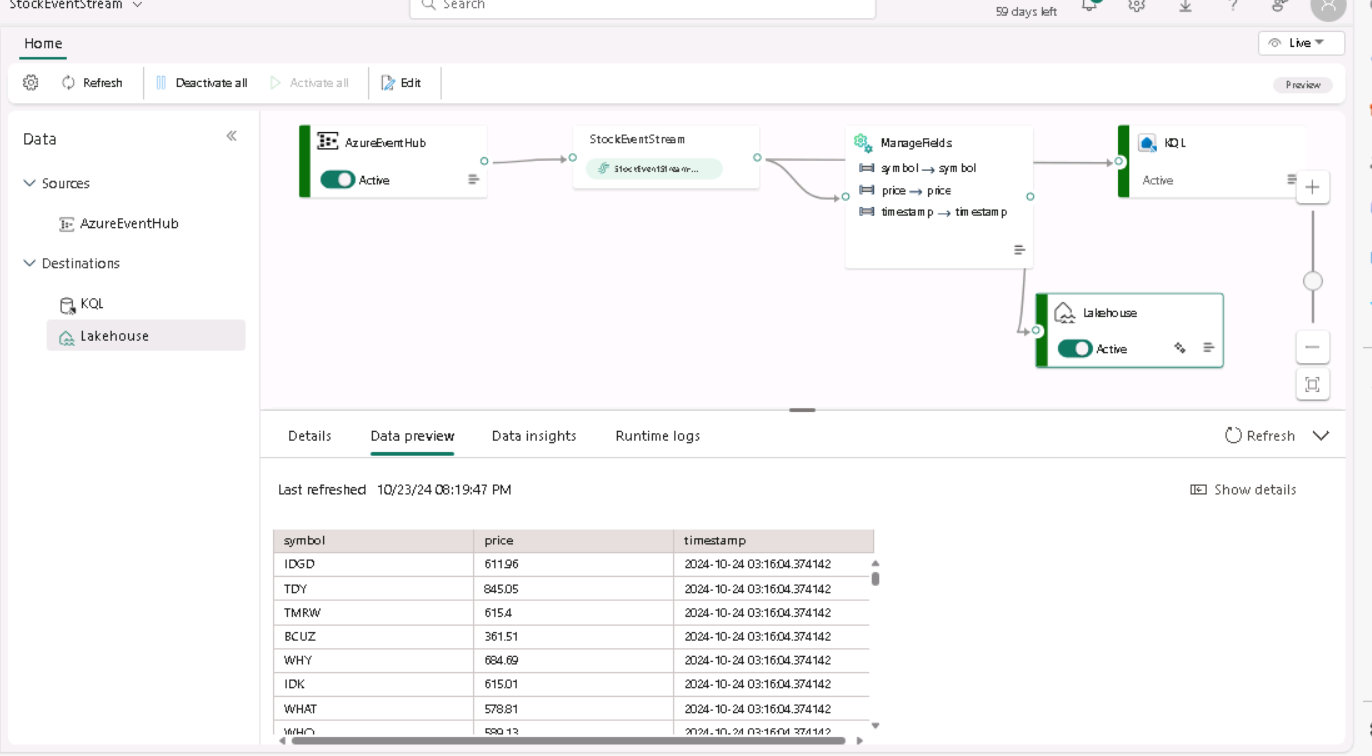 StockEventStream
Search
59 days left
Home
Live
Refresh
Deactivate all
Activate all
Edit
Preview
Data
Sources
AzureEventHub
Destinations
KQL
Lakehouse
AzureEventHub
Active
StockEventStream
StockEventStream-...
ManageFields
symbol → symbol
price → price
timestamp → timestamp
KQL
Active
Lakehouse
Active
Details Data preview Data insights Runtime logs
Refresh
Last refreshed 10/23/24 08:19:47 PM
Show details
symbol price timestamp
IDGD 611.96 2024-10-24 03:16:04.374142
TDY 845.05 2024-10-24 03:16:04.374142
TMRW 615.4 2024-10-24 03:16:04.374142
BCUZ 361.51 2024-10-24 03:16:04.374142
WHY 684.69 2024-10-24 03:16:04.374142
IDK 615.01 2024-10-24 03:16:04.374142
WHAT 578.81 2024-10-24 03:16:04.374142
WHO 589.13 2024-10-24 03:16:04.374142